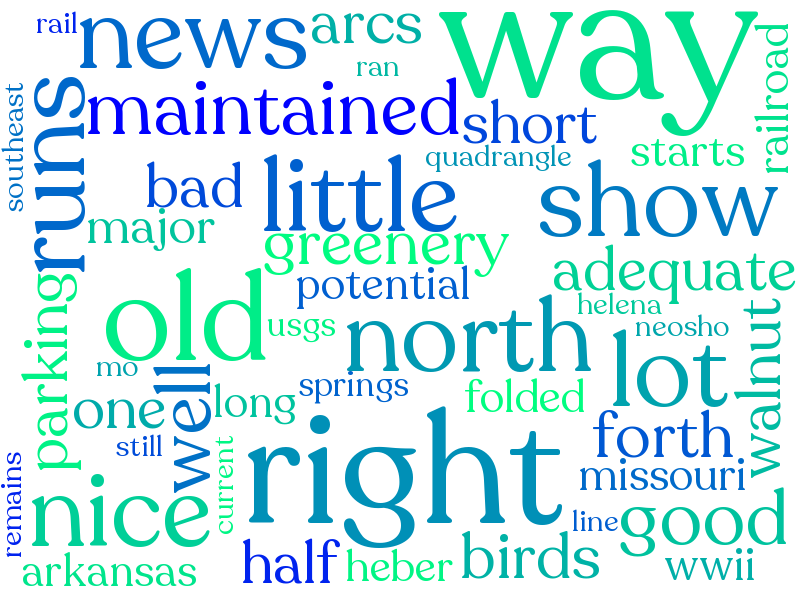 rail
news
arcs
way
ran
railroad
southeast
runs
maintained
short
quadrangle
starts
bad
little
show
major
greenery
adequate
potential
old
usgs
north
helena
neosho
parking
mo
well
springs
lot
walnut
one
long
folded
forth
still
right
missouri
remains
nice
current
line
good
arkansas
half
heber
birds
wwii